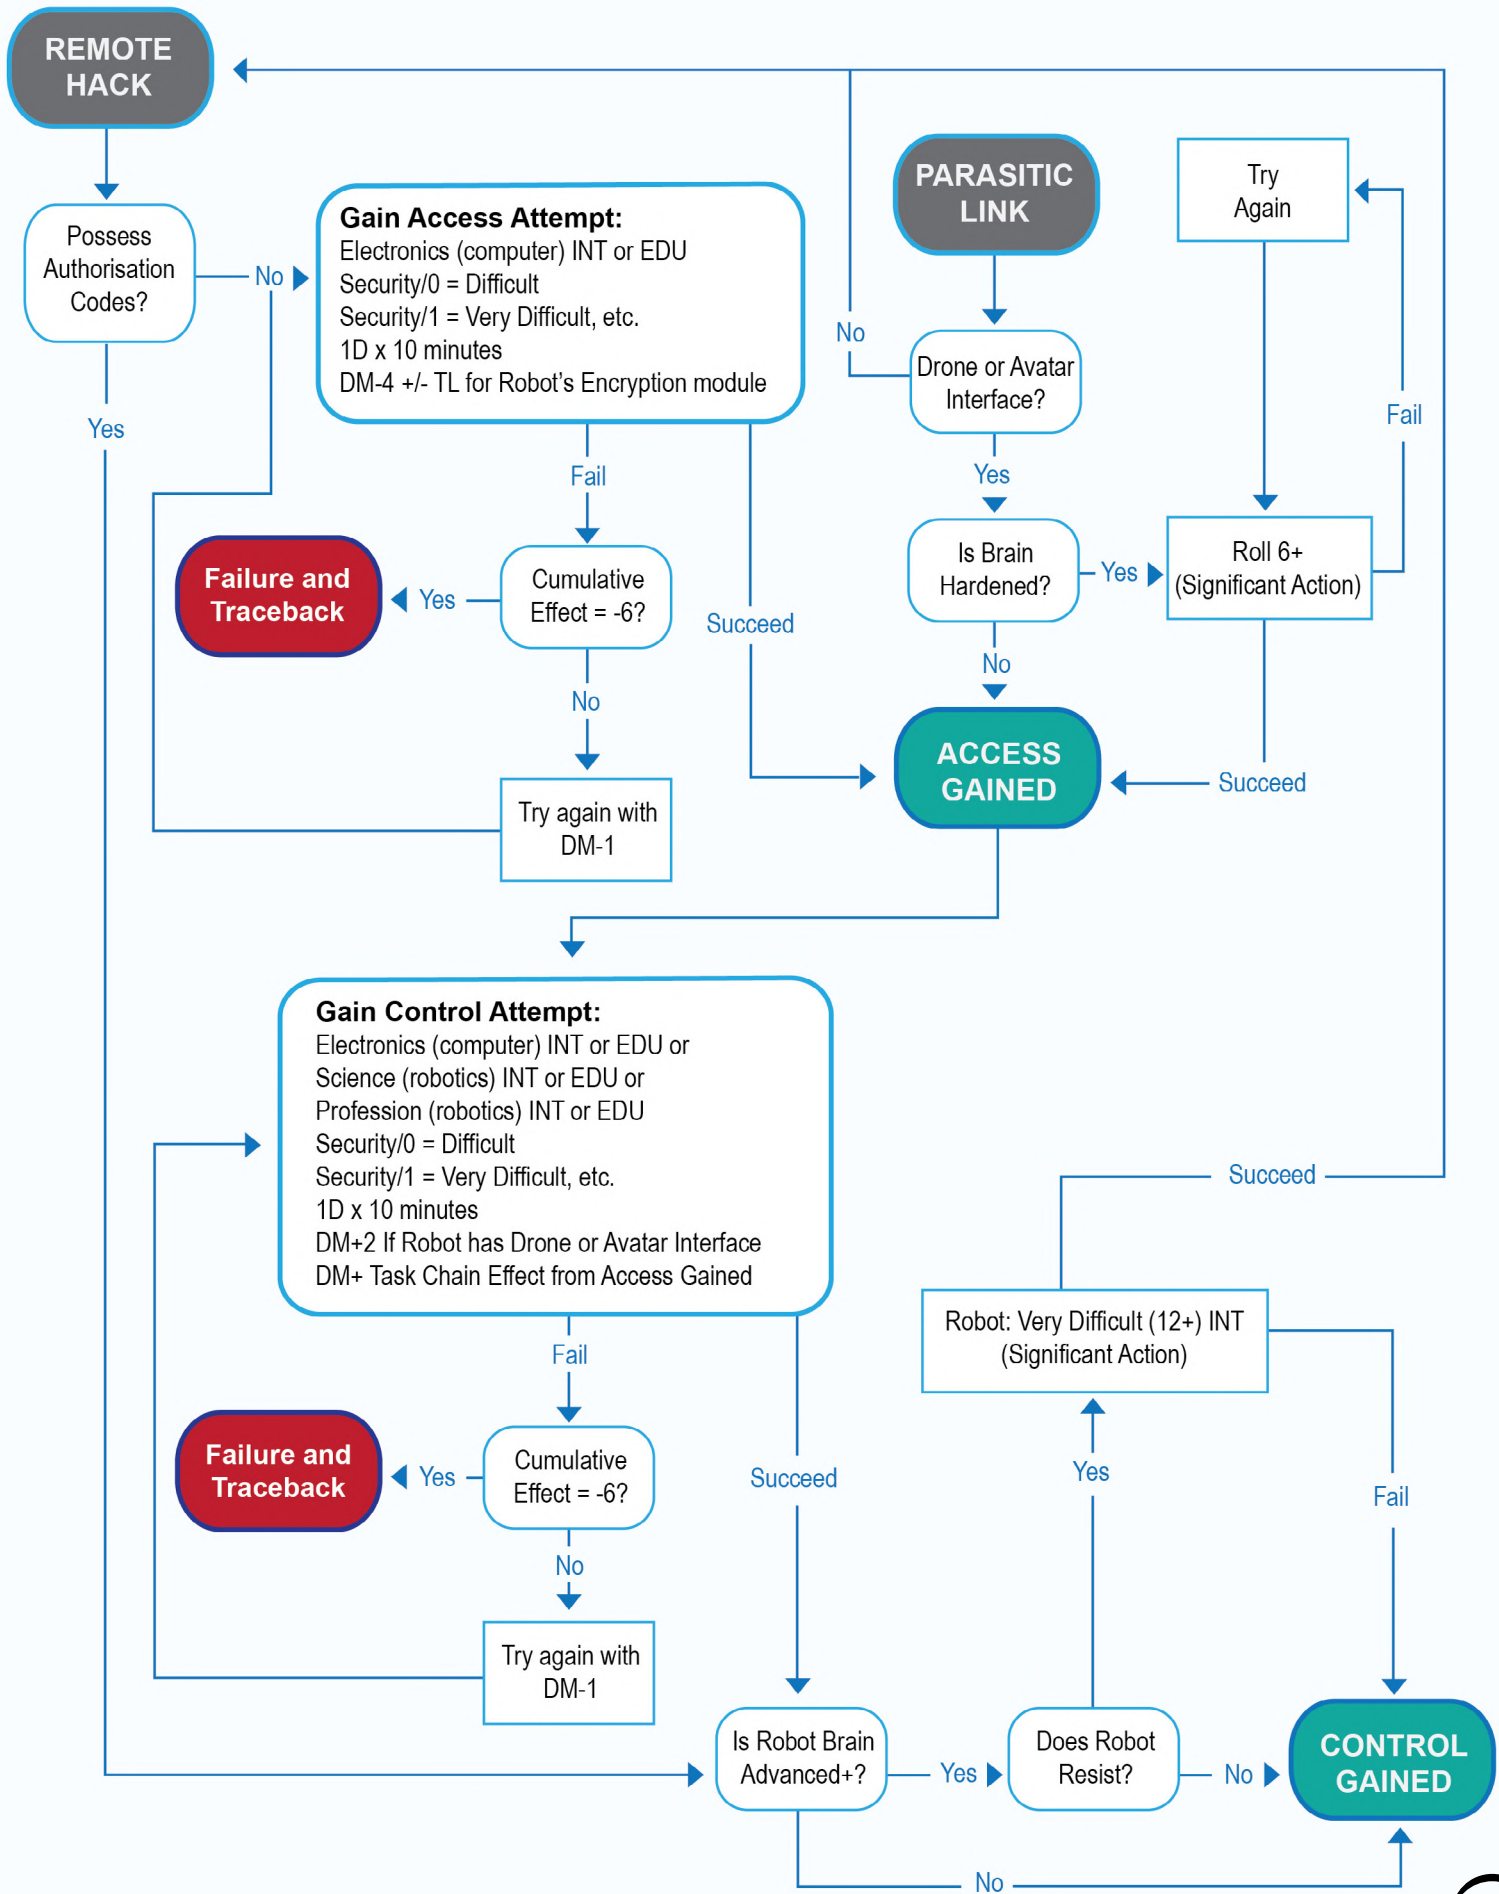 REMOTE
HACK
Possess
Authorisation
Codes?
No
Yes
Gain Access Attempt:
Electronics (computer) INT or EDU
Security/0 = Difficult
Security/1 = Very Difficult, etc.
1D x 10 minutes
DM-4 +/- TL for Robot's Encryption module
Fail
Succeed
Cumulative
Effect = -6?
Yes
Failure and
Traceback
No
Try again with
DM-1
PARASITIC
LINK
Drone or Avatar
Interface?
No
Yes
Is Brain
Hardened?
Yes
No
Try
Again
Roll 6+
(Significant Action)
Fail
Succeed
ACCESS
GAINED
Gain Control Attempt:
Electronics (computer) INT or EDU or
Science (robotics) INT or EDU or
Profession (robotics) INT or EDU
Security/0 = Difficult
Security/1 = Very Difficult, etc.
1D x 10 minutes
DM+2 If Robot has Drone or Avatar Interface
DM+ Task Chain Effect from Access Gained
Fail
Succeed
Cumulative
Effect = -6?
Yes
Failure and
Traceback
No
Try again with
DM-1
Is Robot Brain
Advanced+?
Yes
No
Does Robot
Resist?
Yes
No
Robot: Very Difficult (12+) INT
(Significant Action)
Succeed
Fail
CONTROL
GAINED